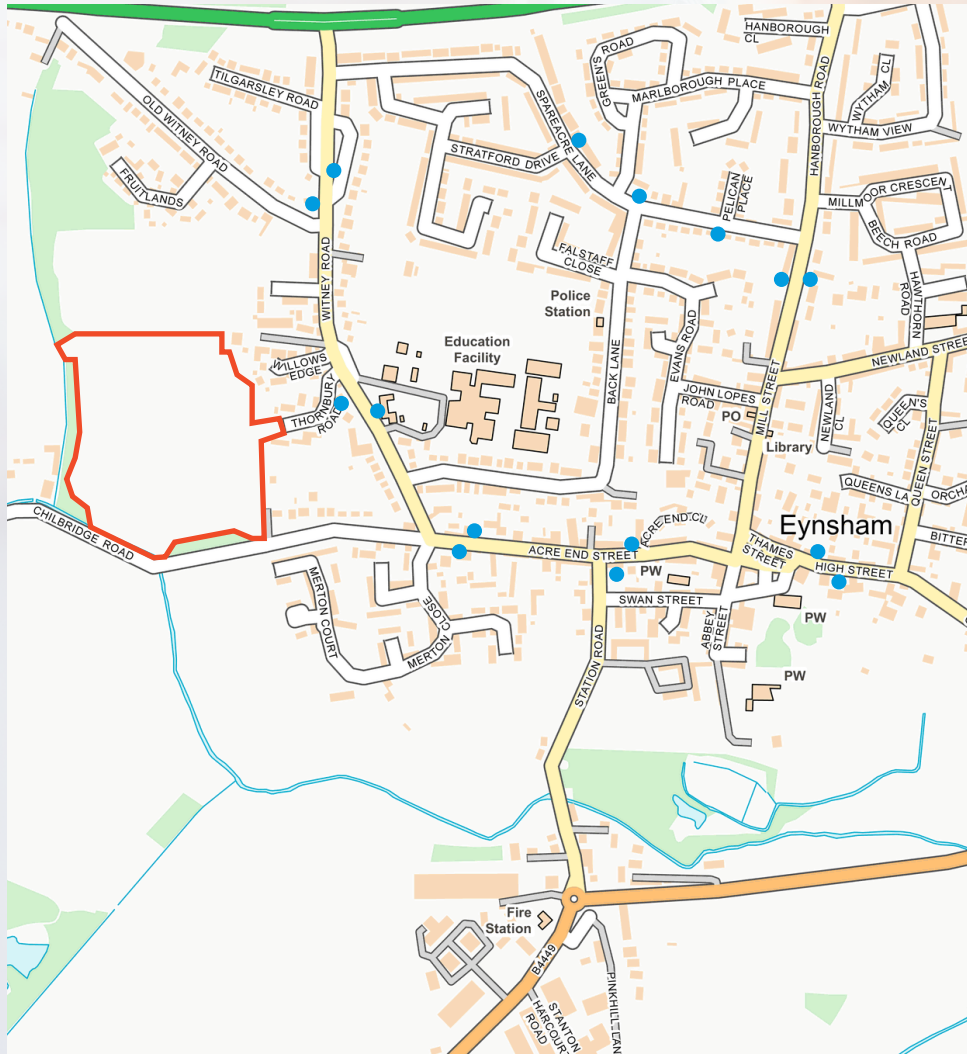 HANBOROUGH
CL
GREEN'S ROAD
TILGARSLEY ROAD
OLD WITNEY ROAD
SPAREACRE LANE
MARLBOROUGH PLACE
HANBOROUGH ROAD
WYTHAM CL
WYTHAM VIEW
STRATFORD DRIVE
FRUITLANDS
PELICAN
PLACE
MILLMOOR CRESCEN
BEECH ROAD
WITNEY ROAD
FALSTAFF
CLOSE
HAWTHORN
ROAD
Police
Station
Education
Facility
EVANS ROAD
BACK LANE
NEWLAND STREE
WILLOWS
EDGE
THORNBURY
ROAD
JOHN LOPES
ROAD
MILL STREET
PO
NEWLAND
CL
QUEEN'S
CL
QUEEN STREET
Library
QUEENS LA
ORCHA
CHILBRIDGE ROAD
Eynsham
ACRE END CL
BITTER
ACRE END STREET
THAMES
STREET
HIGH STREET
PW
MERTON COURT
MERTON CLOSE
SWAN STREET
ABBEY
STREET
PW
STATION ROAD
PW
Fire
Station
B4449
PINKHILL LAN
STANTON
HARCOURT
ROAD